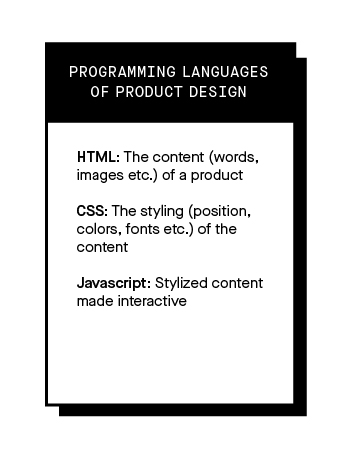 PROGRAMMING LANGUAGES
OF PRODUCT DESIGN
HTML: The content (words,
images etc.) of a product
CSS: The styling (position,
colors, fonts etc.) of the
content
Javascript: Stylized content
made interactive